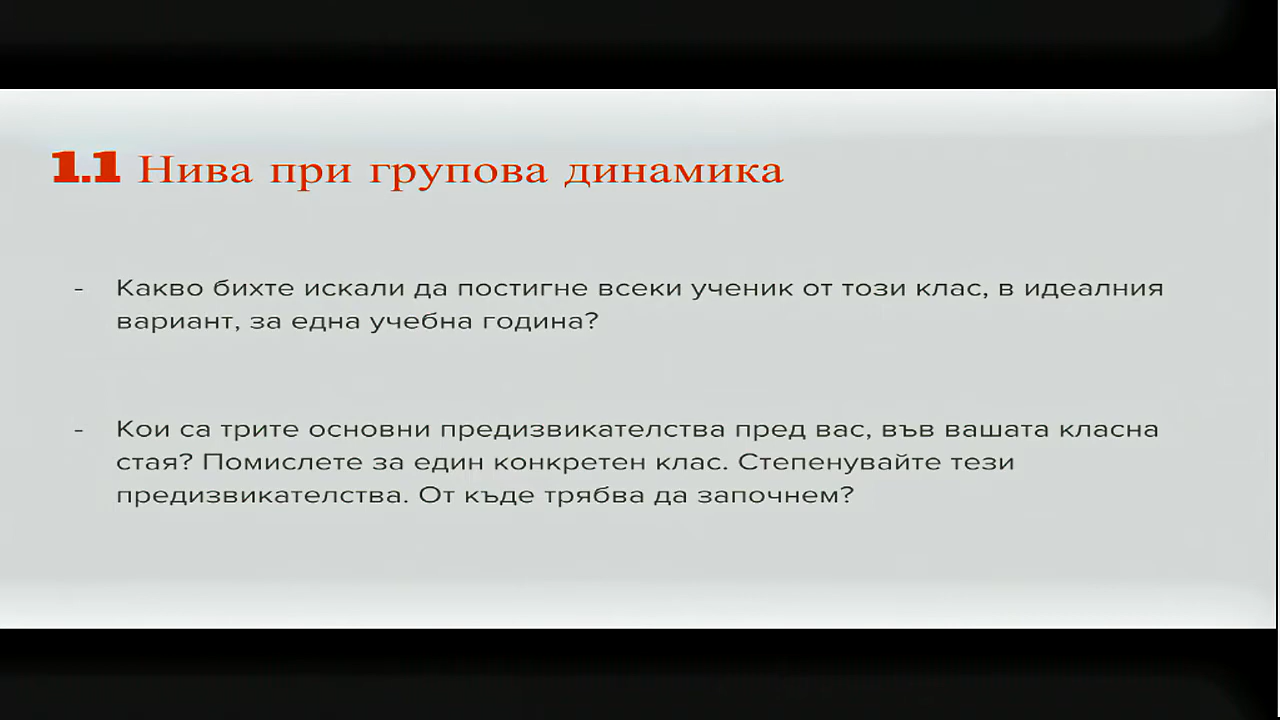 1.1 Нива при групова динамика
- Какво бихте искали да постигне всеки ученик от този клас, в идеалния
вариант, за една учебна година?
- Кои са трите основни предизвикателства пред вас, във вашата класна
стая? Помислете за един конкретен клас. Степенувайте тези
предизвикателства. От къде трябва да започнем?